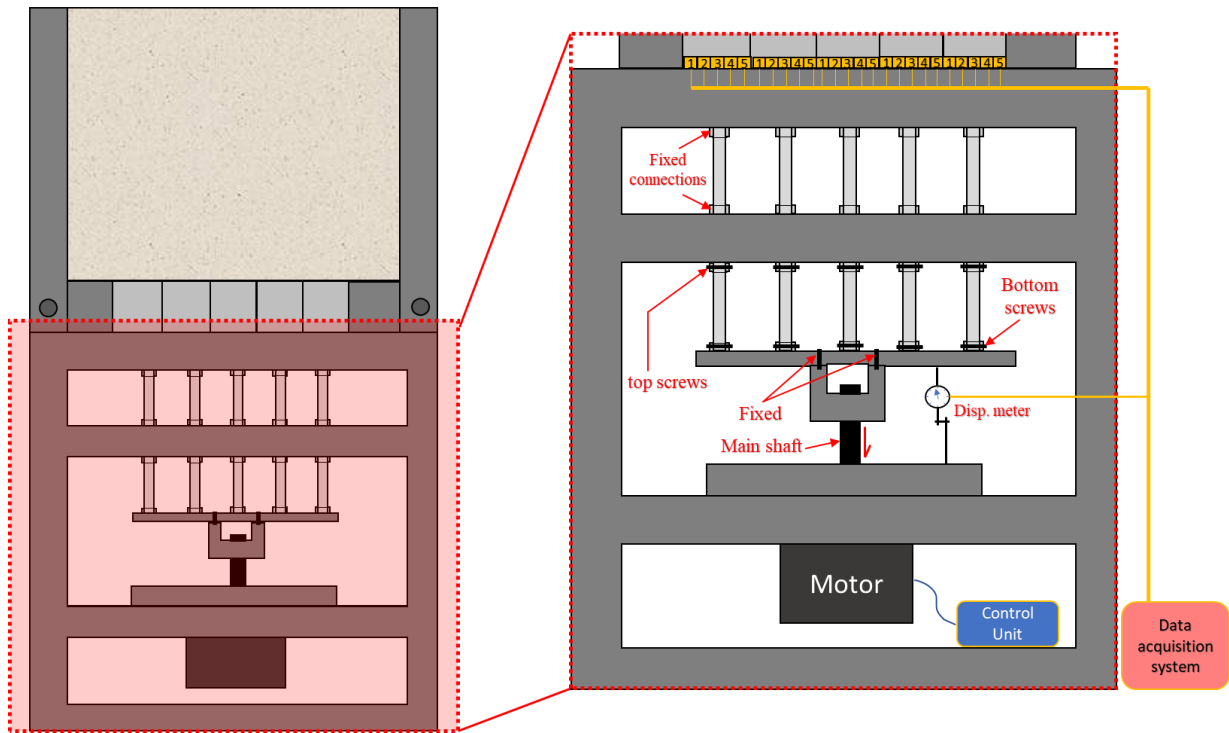 1 2 3 4 5 1 2 3 4 5 1 2 3 4 5 1 2 3 4 5 1 2 3 4 5
Fixed
connections
Bottom
screws
top screws
Fixed
Disp. meter
Main shaft
Motor
Control
Unit
Data
acquisition
system